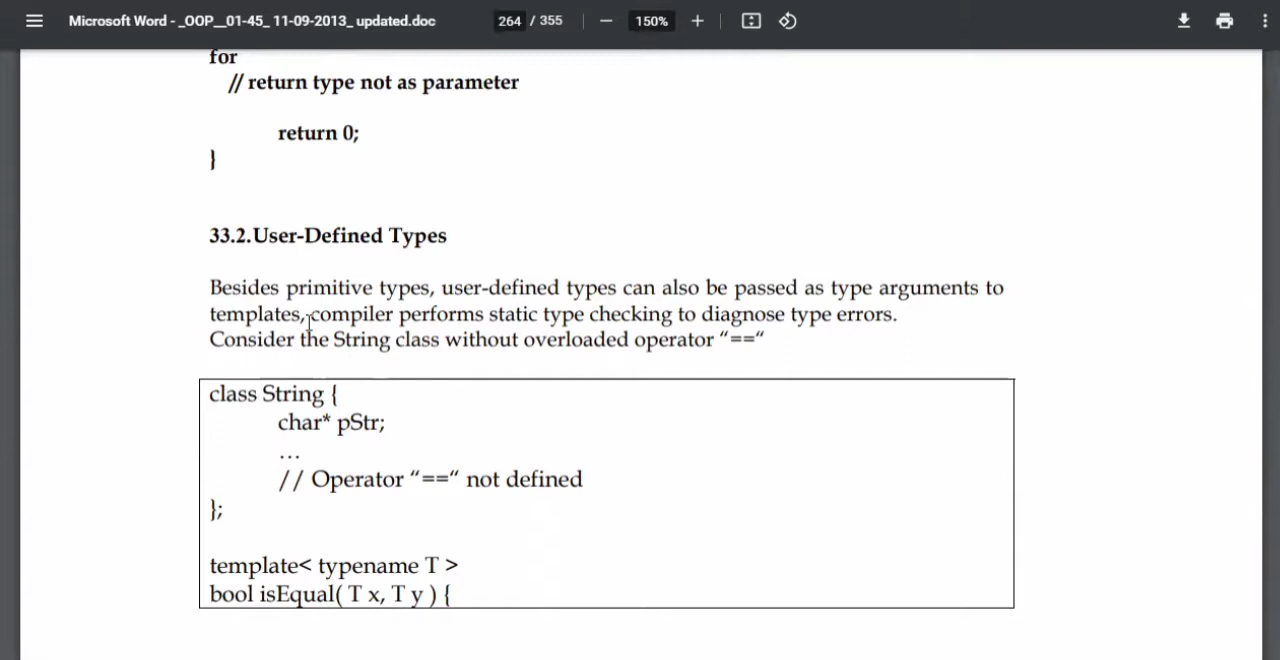 Microsoft Word - _OOP__01-45_ 11-09-2013_ updated.doc 264 / 355 150%
for
// return type not as parameter
return 0;
}
33.2.User-Defined Types
Besides primitive types, user-defined types can also be passed as type arguments to
templates, compiler performs static type checking to diagnose type errors.
Consider the String class without overloaded operator “==“
class String {
char* pStr;
…
// Operator “==“ not defined
};
template< typename T >
bool isEqual( T x, T y ) {